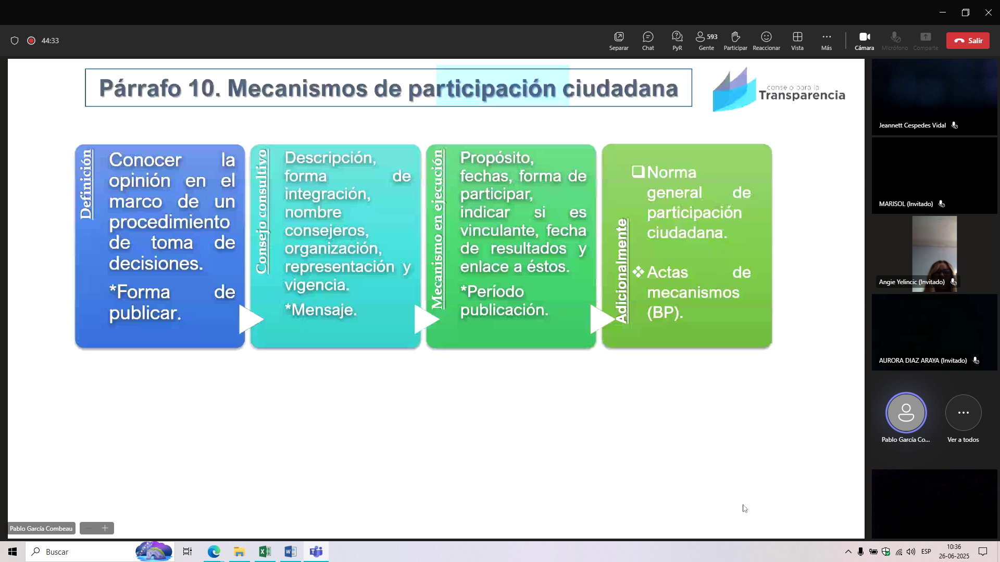 44:33
Separar
Chat
PyR
593
Gente
Participar
Reaccionar
Vista
Más
Cámara
Micrófono
Comparte
Salir
Párrafo 10. Mecanismos de participación ciudadana
consejo para la
Transparencia
Definición
Conocer la
opinión en el
marco de un
procedimiento
de toma de
decisiones.
*Forma de
publicar.
Consejo consultivo
Descripción,
forma de
integración,
nombre
consejeros,
organización,
representación y
vigencia.
*Mensaje.
Mecanismo en ejecución
Propósito,
fechas, forma de
participar,
indicar si es
vinculante, fecha
de resultados y
enlace a éstos.
*Período
publicación.
Adicionalmente
Norma
general de
participación
ciudadana.
Actas de
mecanismos
(BP).
Jeannett Cespedes Vidal
MARISOL (Invitado)
Angie Yelincic (Invitado)
AURORA DIAZ ARAYA (Invitado)
Pablo García Co...
Ver a todos
Pablo García Combeau
Buscar
ESP
10:36
26-06-2025